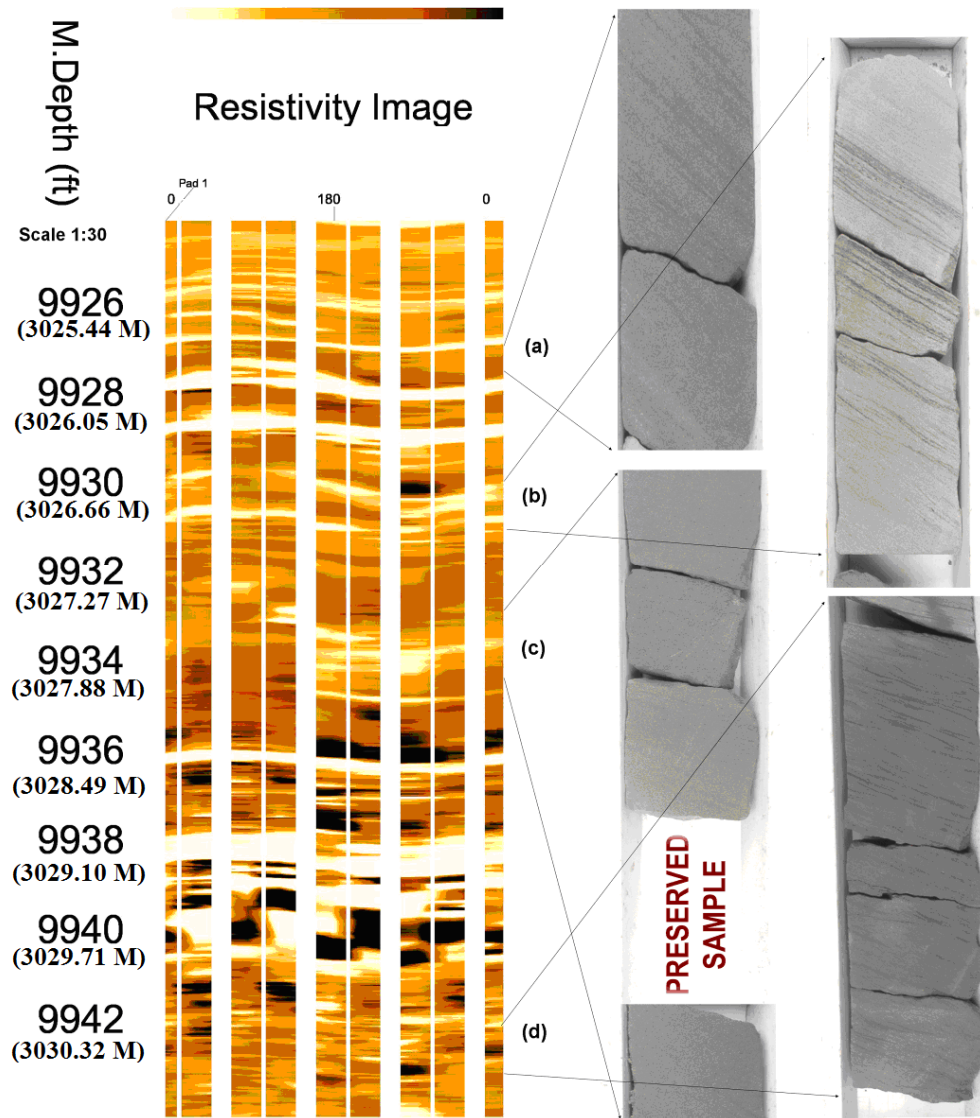 M.Depth (ft)
Resistivity Image
Pad 1
0
180
0
Scale 1:30
9926
(3025.44 M)
(a)
9928
(3026.05 M)
9930
(3026.66 M)
(b)
9932
(3027.27 M)
(c)
9934
(3027.88 M)
9936
(3028.49 M)
9938
(3029.10 M)
PRESERVED
SAMPLE
9940
(3029.71 M)
9942
(3030.32 M)
(d)